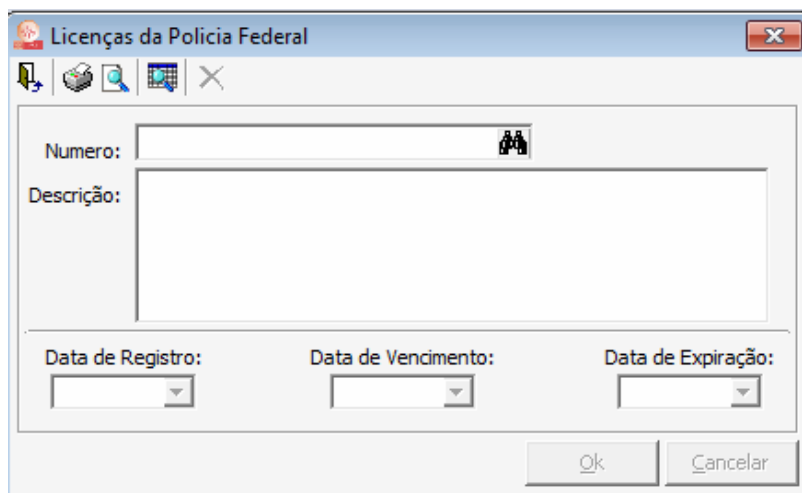 Licenças da Policia Federal
Numero:
Descrição:
Data de Registro: Data de Vencimento: Data de Expiração:
Ok Cancelar